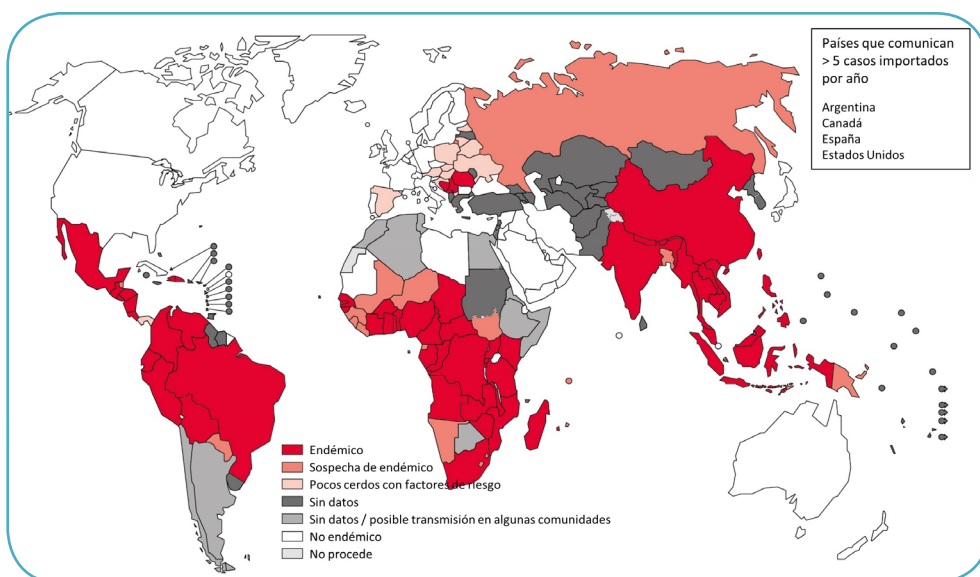 Países que comunican
> 5 casos importados
por año
Argentina
Canadá
España
Estados Unidos
Endémico
Sospecha de endémico
Pocos cerdos con factores de riesgo
Sin datos
Sin datos / posible transmisión en algunas comunidades
No endémico
No procede